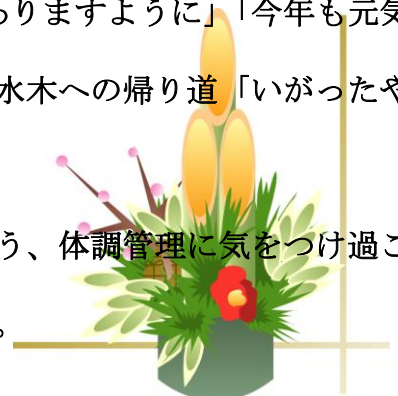 りますように」「今年も元気
水木への帰り道「いがったや
う、体調管理に気をつけ過ご
。